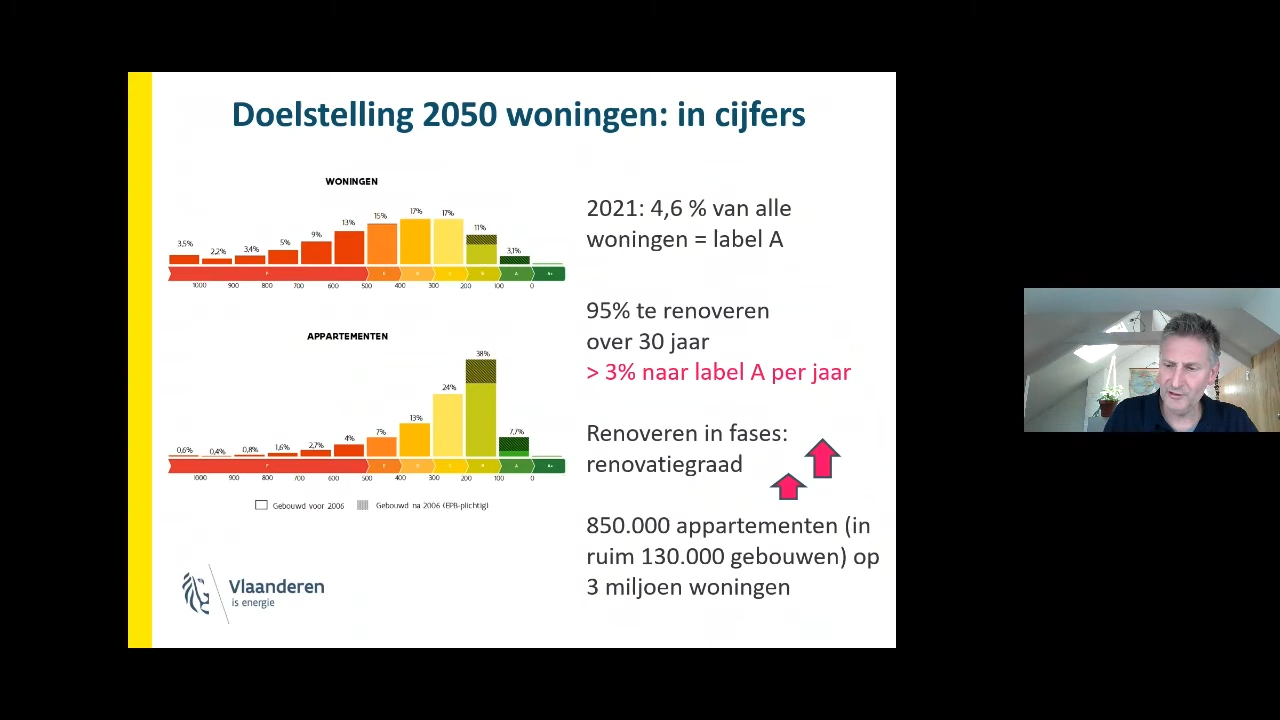 Doelstelling 2050 woningen: in cijfers
WONINGEN
3,5% 2,2% 3,4% 5% 9% 13% 15% 17% 17% 11% 3,1%
F E D C B A A+
1000 900 800 700 600 500 400 300 200 100 0
APPARTEMENTEN
0,6% 0,4% 0,8% 1,6% 2,7% 4% 7% 13% 24% 38% 7,7%
F E D C B A A+
1000 900 800 700 600 500 400 300 200 100 0
Gebouwd voor 2006 Gebouwd na 2006 (EPB-plichtig)
Vlaanderen
is energie
2021: 4,6 % van alle
woningen = label A
95% te renoveren
over 30 jaar
> 3% naar label A per jaar
Renoveren in fases:
renovatiegraad
850.000 appartementen (in
ruim 130.000 gebouwen) op
3 miljoen woningen